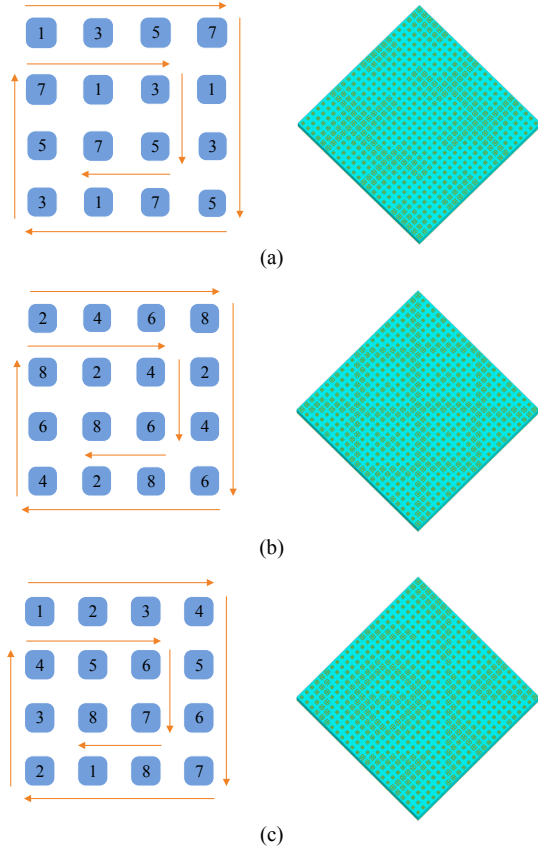 1 3 5 7
7 1 3 1
5 7 5 3
3 1 7 5
(a)
2 4 6 8
8 2 4 2
6 8 6 4
4 2 8 6
(b)
1 2 3 4
4 5 6 5
3 8 7 6
2 1 8 7
(c)